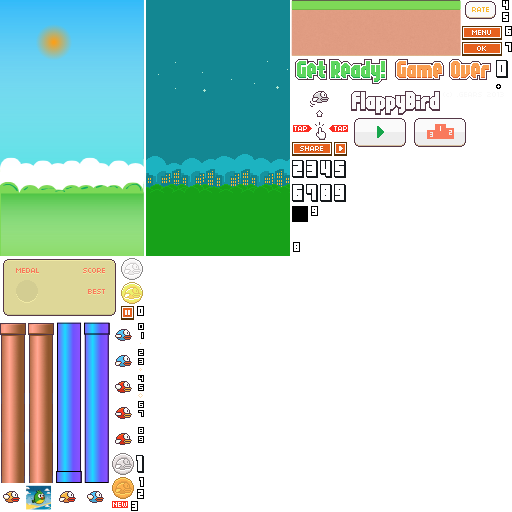 RATE
MENU
OK
Get Ready!
Game Over
FlappyBird
TAP
TAP
SHARE
2345
6789
MEDAL
SCORE
BEST
NEW